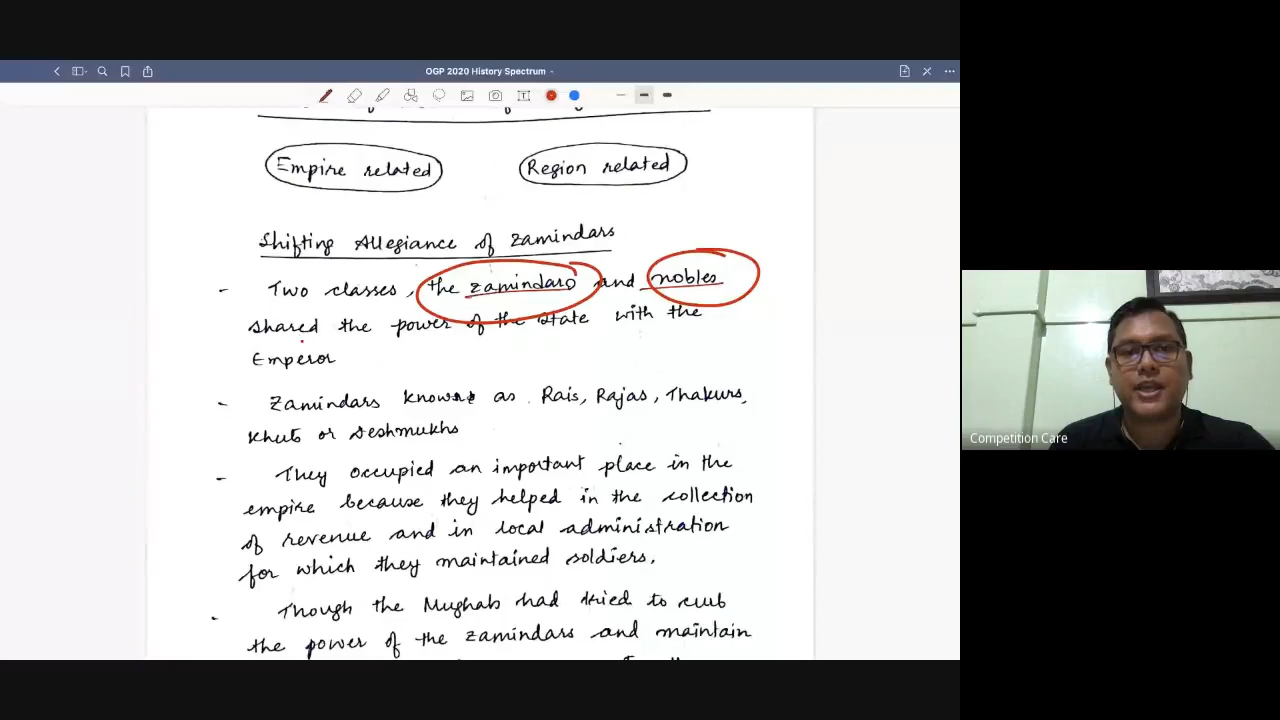 OGP 2020 History Spectrum
Empire related
Region related
Shifting Allegiance of Zamindars
- Two classes, the zamindars and nobles
shared the power of the state with the
Emperor
- Zamindars known as Rais, Rajas, Thakurs,
Khuts or Deshmukhs
- They occupied an important place in the
empire because they helped in the collection
of revenue and in local administration
for which they maintained soldiers.
- Though the Mughals had tried to curb
the power of the zamindars and maintain
Competition Care